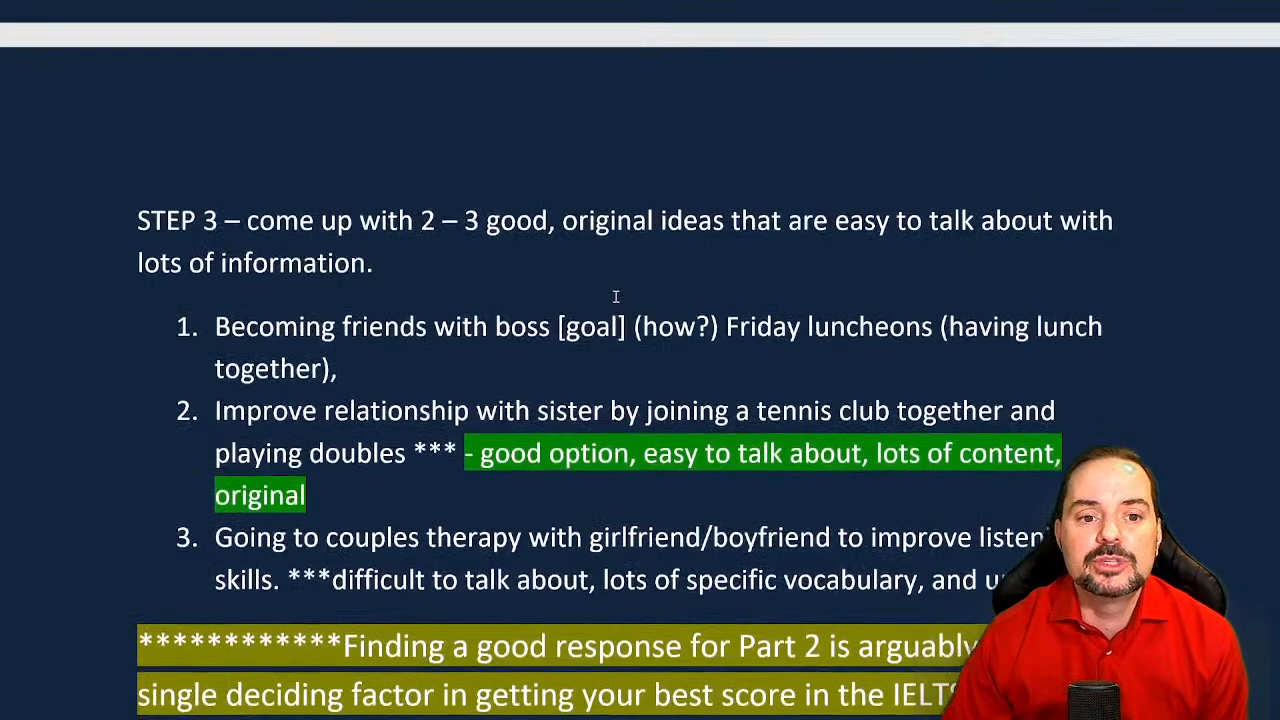 STEP 3 – come up with 2 – 3 good, original ideas that are easy to talk about with
lots of information.
1. Becoming friends with boss [goal] (how?) Friday luncheons (having lunch
together),
2. Improve relationship with sister by joining a tennis club together and
playing doubles *** - good option, easy to talk about, lots of content,
original
3. Going to couples therapy with girlfriend/boyfriend to improve
skills. ***difficult to talk about, lots of specific vocabulary, and
************Finding a good response for Part 2 is arguably
single deciding factor in getting your best score in the